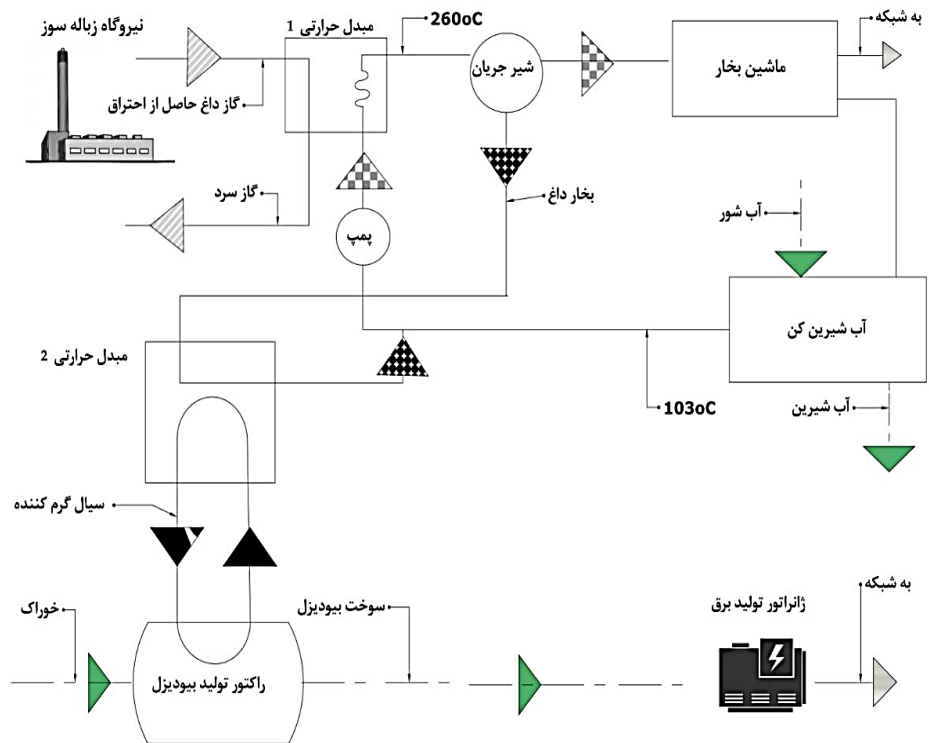 نیروگاه زباله سوز
مبدل حرارتی 1
260oC
به شبکه
شیر جریان
ماشین بخار
گاز داغ حاصل از احتراق
گاز سرد
بخار داغ
آب شور
پمپ
آب شیرین کن
مبدل حرارتی 2
103oC
آب شیرین
سیال گرم کننده
خوراک
سوخت بیودیزل
ژانراتور تولید برق
به شبکه
راکتور تولید بیودیزل